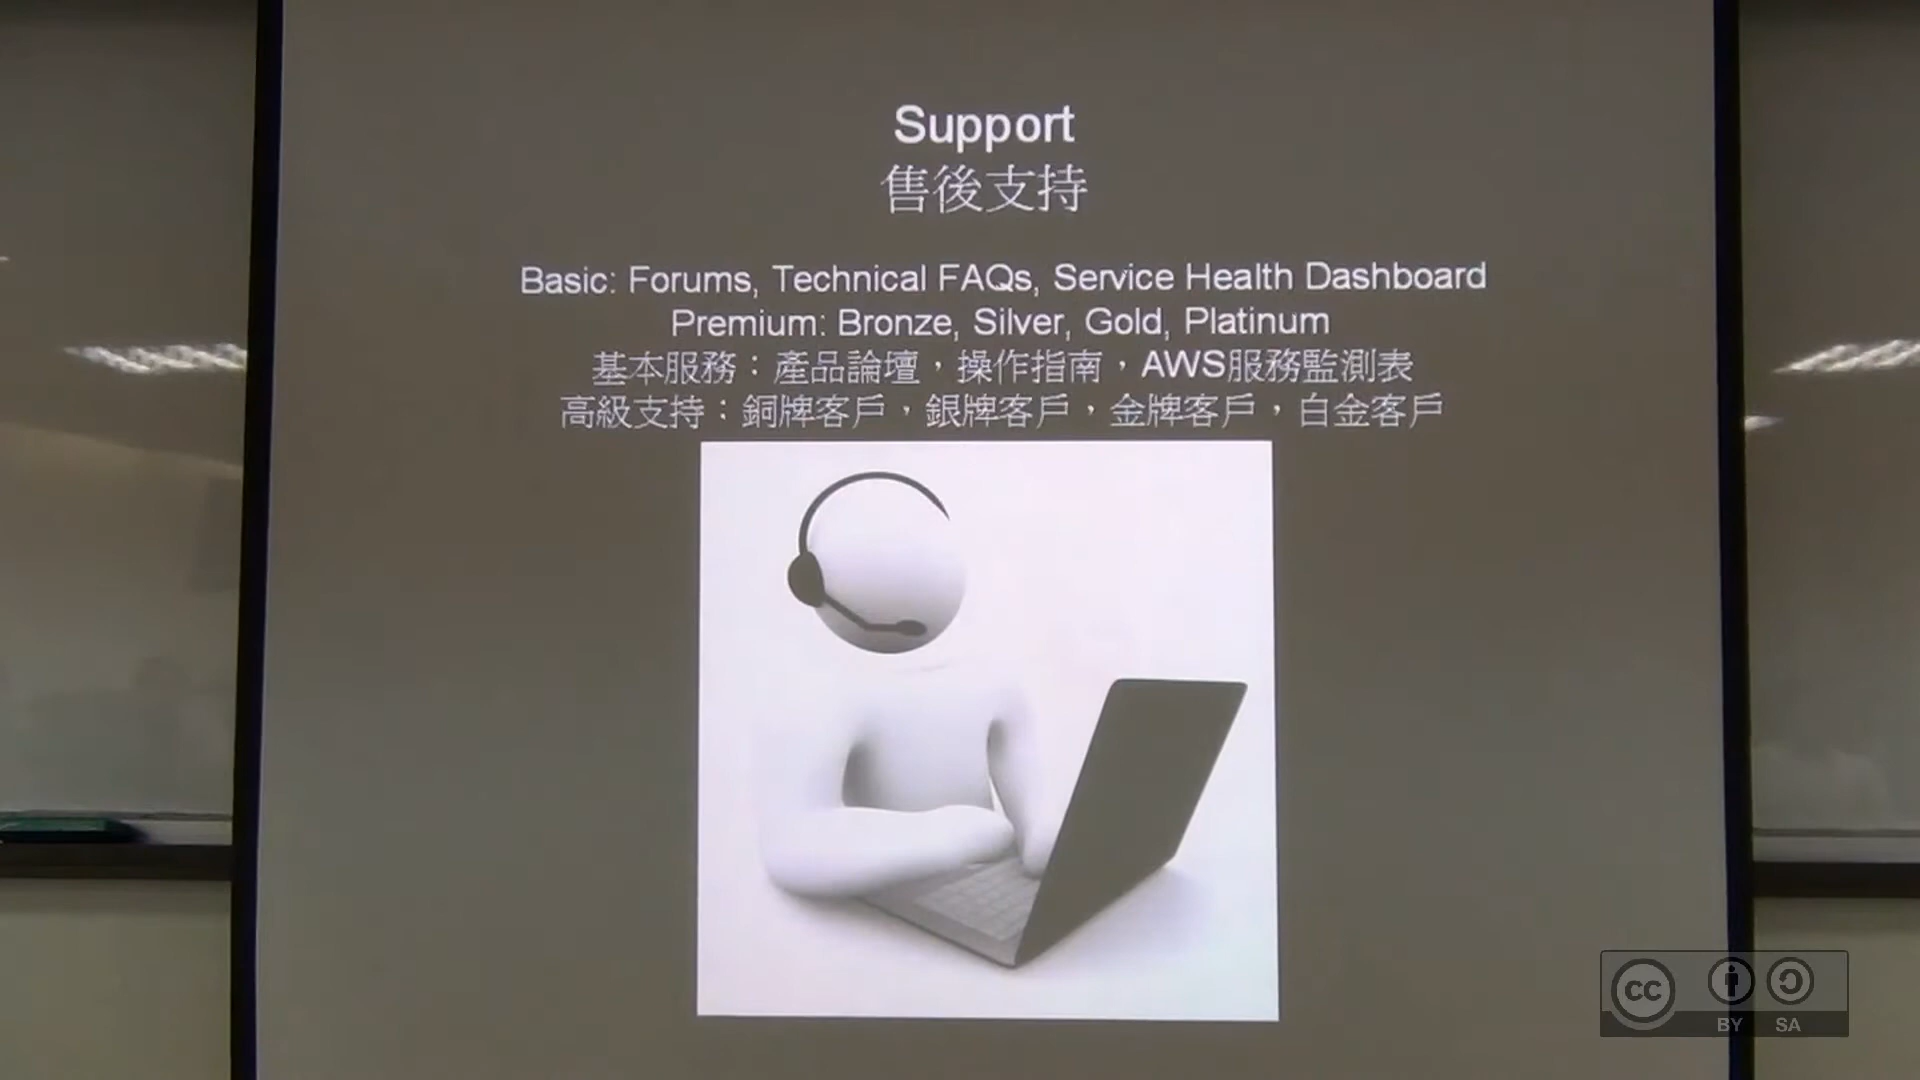 Support
售後支持
Basic: Forums, Technical FAQs, Service Health Dashboard
Premium: Bronze, Silver, Gold, Platinum
基本服務：產品論壇，操作指南，AWS服務監測表
高級支持：銅牌客戶，銀牌客戶，金牌客戶，白金客戶
cc
BY SA